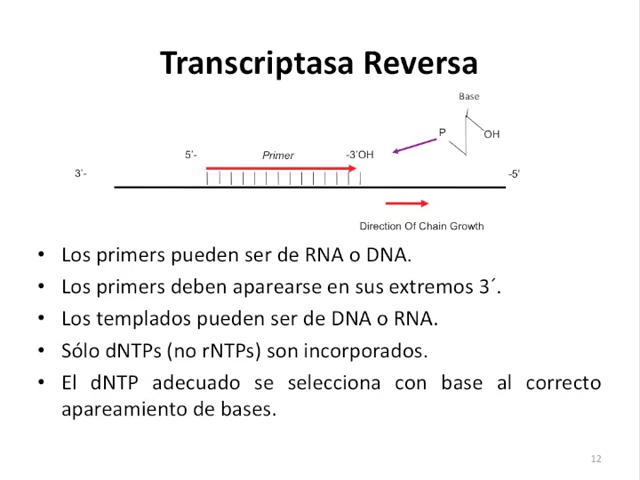 Transcriptasa Reversa
Base
P
OH
5'-
Primer
-3'OH
3'-
-5'
Direction Of Chain Growth
• Los primers pueden ser de RNA o DNA.
• Los primers deben aparearse en sus extremos 3´.
• Los templados pueden ser de DNA o RNA.
• Sólo dNTPs (no rNTPs) son incorporados.
• El dNTP adecuado se selecciona con base al correcto
apareamiento de bases.
12